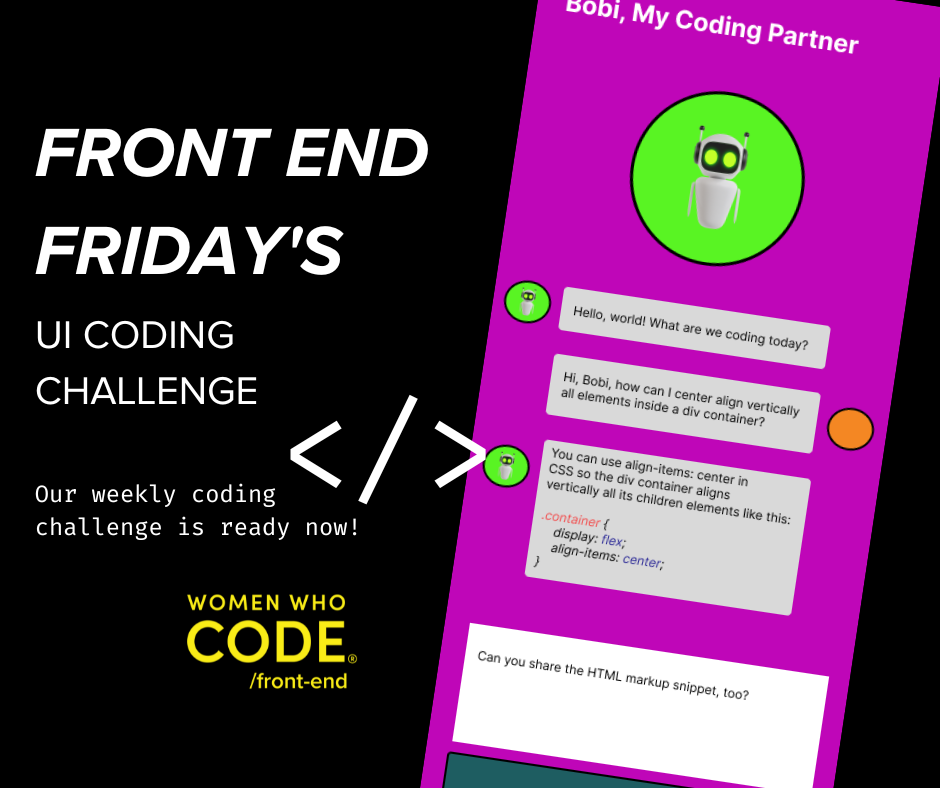 FRONT END
FRIDAY'S
UI CODING
CHALLENGE
</>
Our weekly coding
challenge is ready now!
WOMEN WHO
CODE®
/front-end
Bobi, My Coding Partner
Hello, world! What are we coding today?
Hi, Bobi, how can I center align vertically
all elements inside a div container?
You can use align-items: center in
CSS so the div container aligns
vertically all its children elements like this:
.container {
display: flex;
align-items: center;
}
Can you share the HTML markup snippet, too?